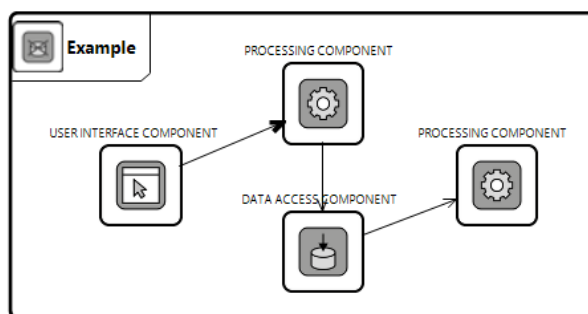 Example
PROCESSING COMPONENT
USER INTERFACE COMPONENT
PROCESSING COMPONENT
DATA ACCESS COMPONENT